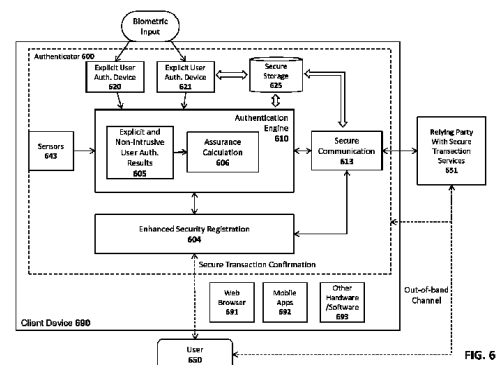 Biometric
Input
Authenticator 600
Explicit User
Auth. Device
620
Explicit User
Auth. Device
621
Secure
Storage
625
Authentication
Engine
610
Explicit and
Non-Intrusive
User Auth.
Results
605
Assurance
Calculation
606
Sensors
643
Secure
Communication
613
Relying Party
With Secure
Transaction
Services
651
Enhanced Security Registration
604
Secure Transaction Confirmation
Web
Browser
691
Mobile
Apps
692
Other
Hardware
/Software
693
Out-of-band
Channel
Client Device 690
User
650
FIG. 6